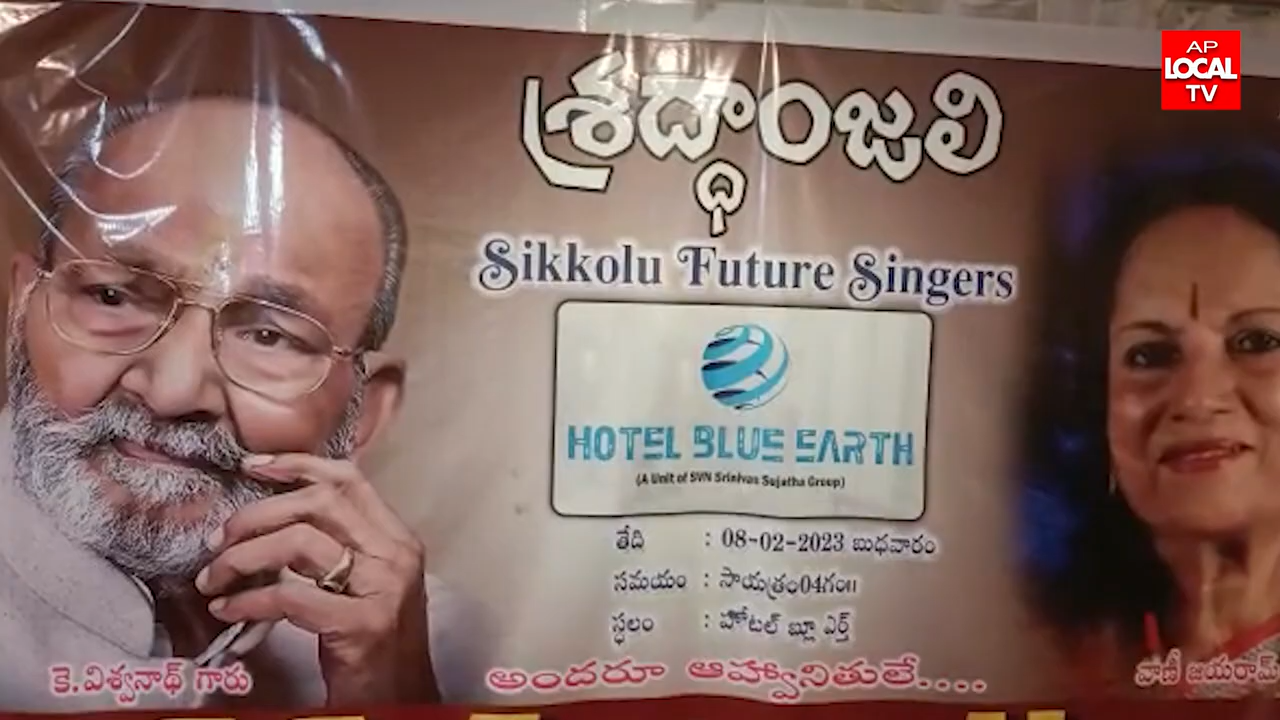 AP
LOCAL
TV
శ్రద్ధాంజలి
Sikkolu Future Singers
HOTEL BLUE EARTH
(A Unit of SVN Srinivas Sujatha Group)
తేది : 08-02-2023 బుధవారం
సమయం : సాయత్రం04గం॥
స్థలం : హోటల్ బ్లూ ఎర్త్
అందరూ ఆహ్వానితులే....
కె.విశ్వనాథ్ గారు
వాణీ జయరామ్